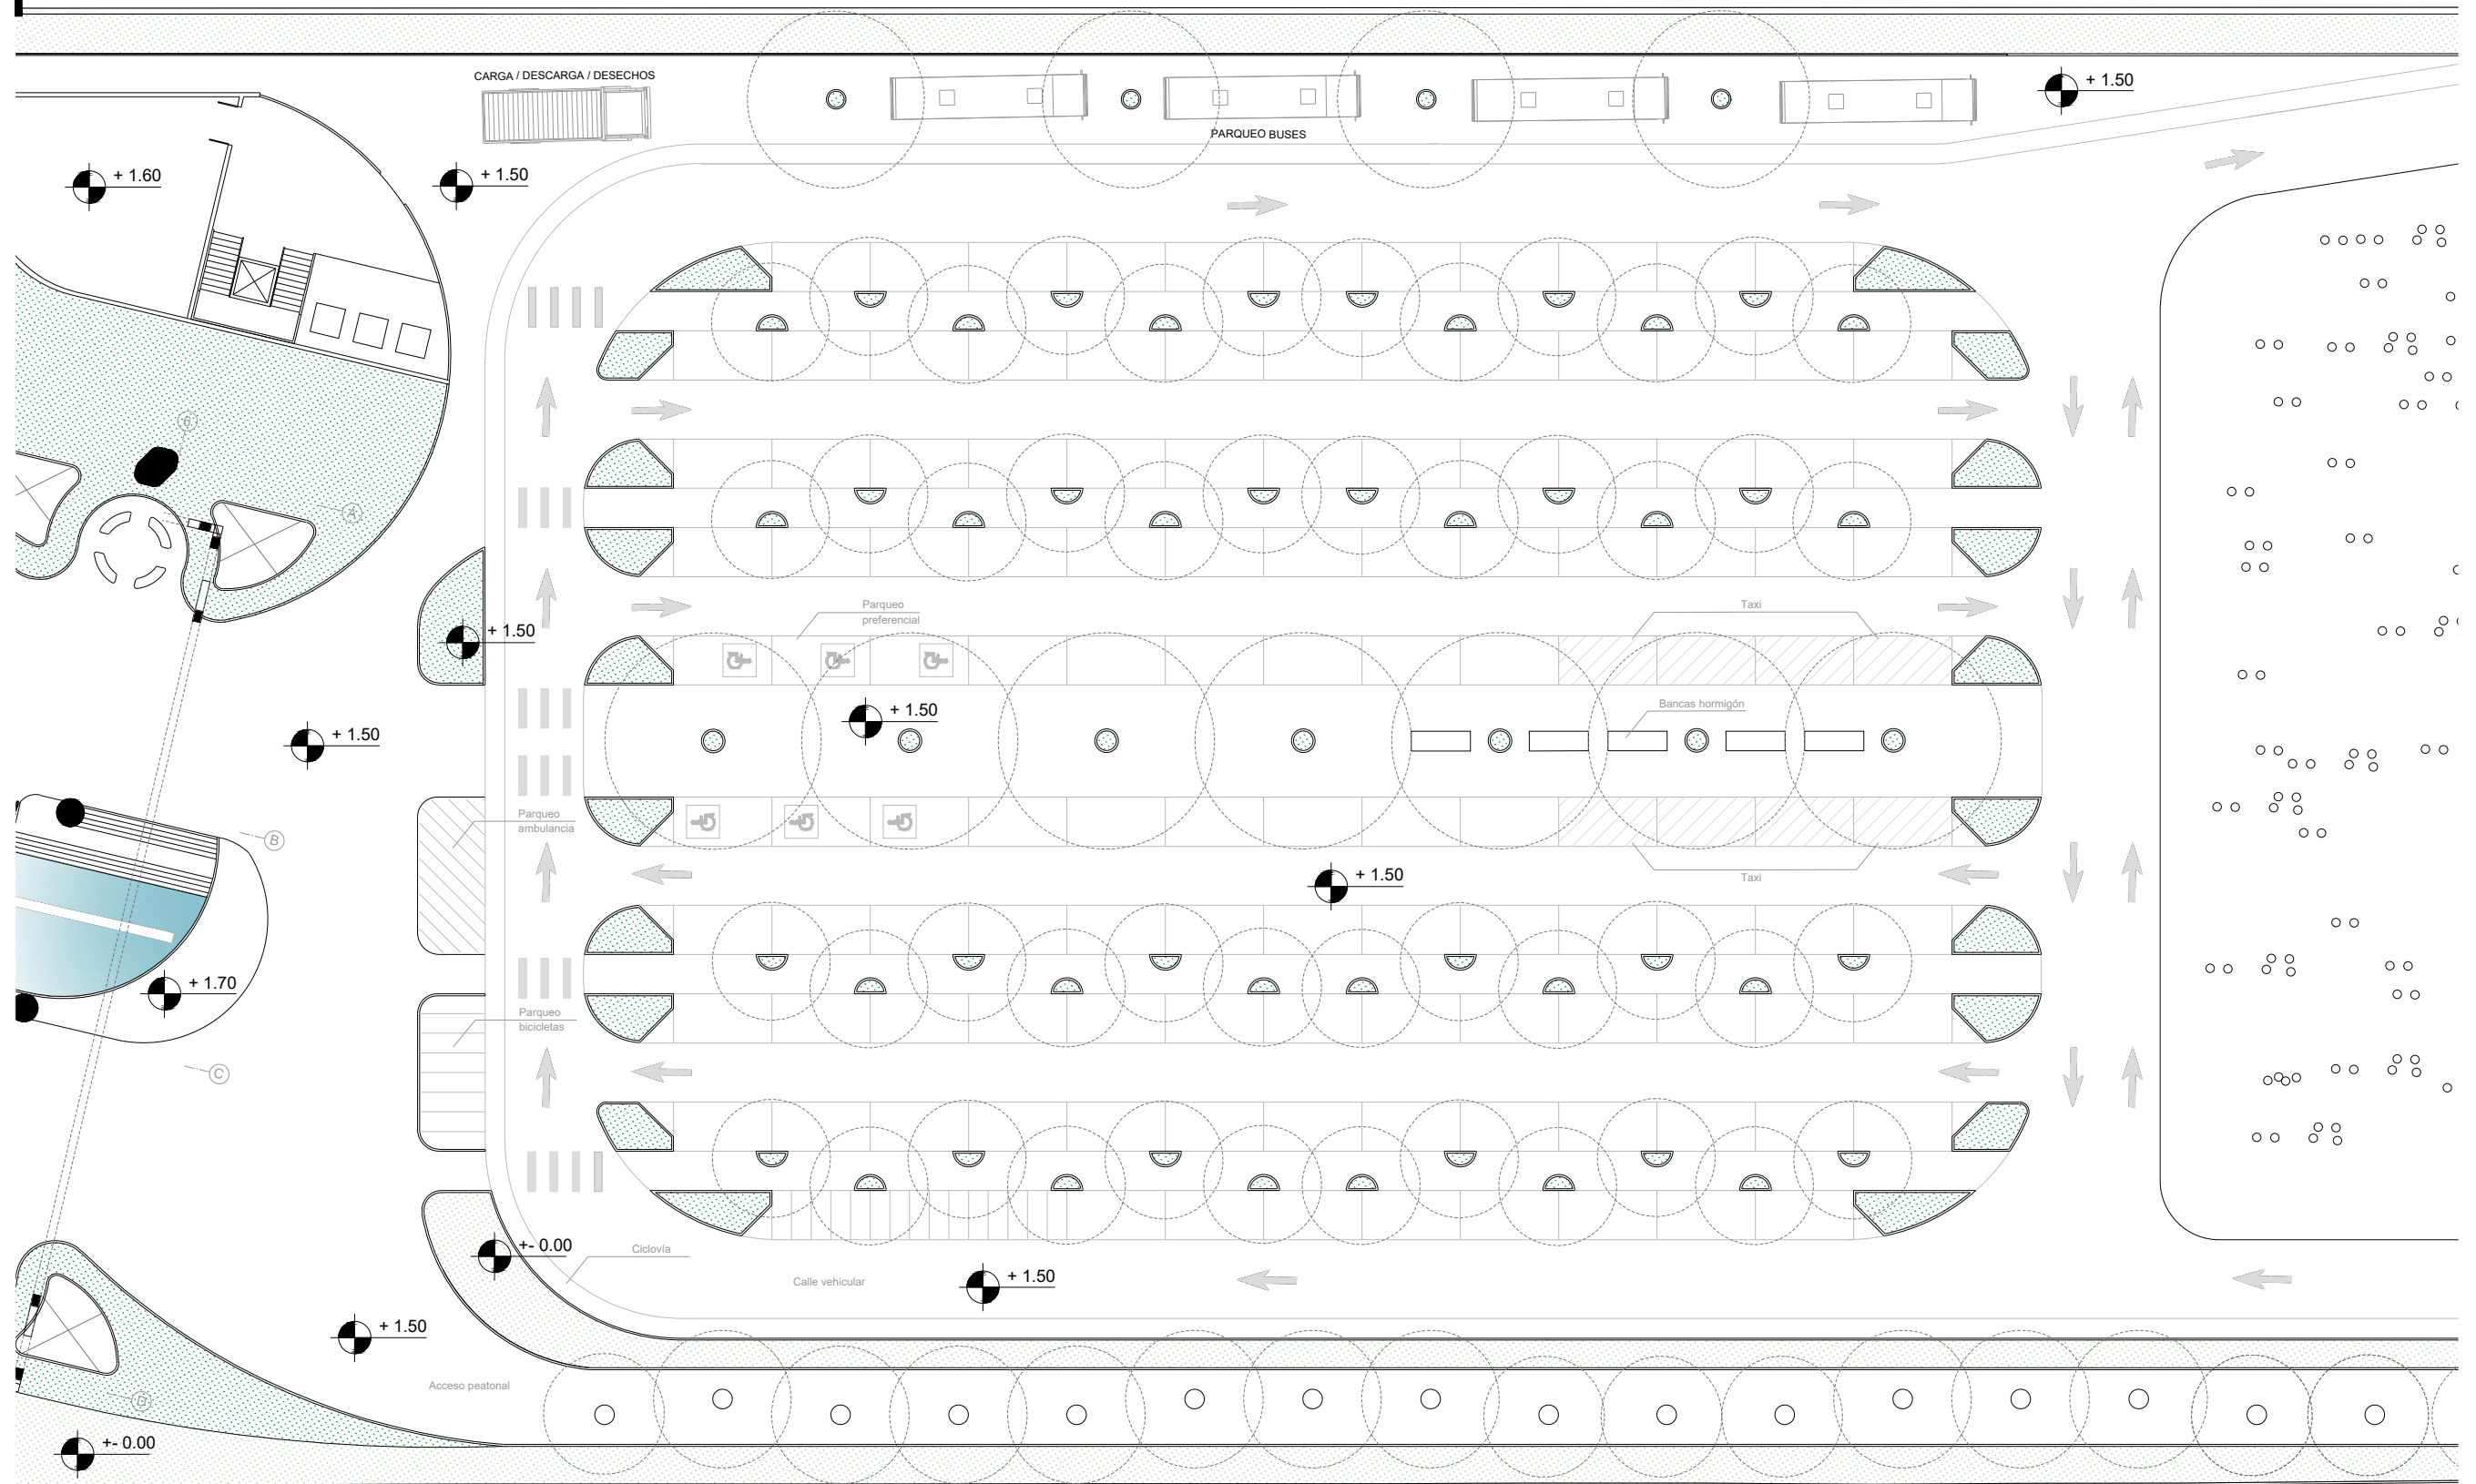 CARGA / DESCARGA / DESECHOS
PARQUEO BUSES
+ 1.50
+ 1.60
+ 1.50
6
A
+ 1.50
Parqueo
preferencial
Taxi
+ 1.50
+ 1.50
Bancas hormigón
B
Parqueo
ambulancia
+ 1.50
Taxi
+ 1.70
Parqueo
bicicletas
C
+- 0.00
Ciclovía
Calle vehicular
+ 1.50
+ 1.50
Acceso peatonal
D
+- 0.00